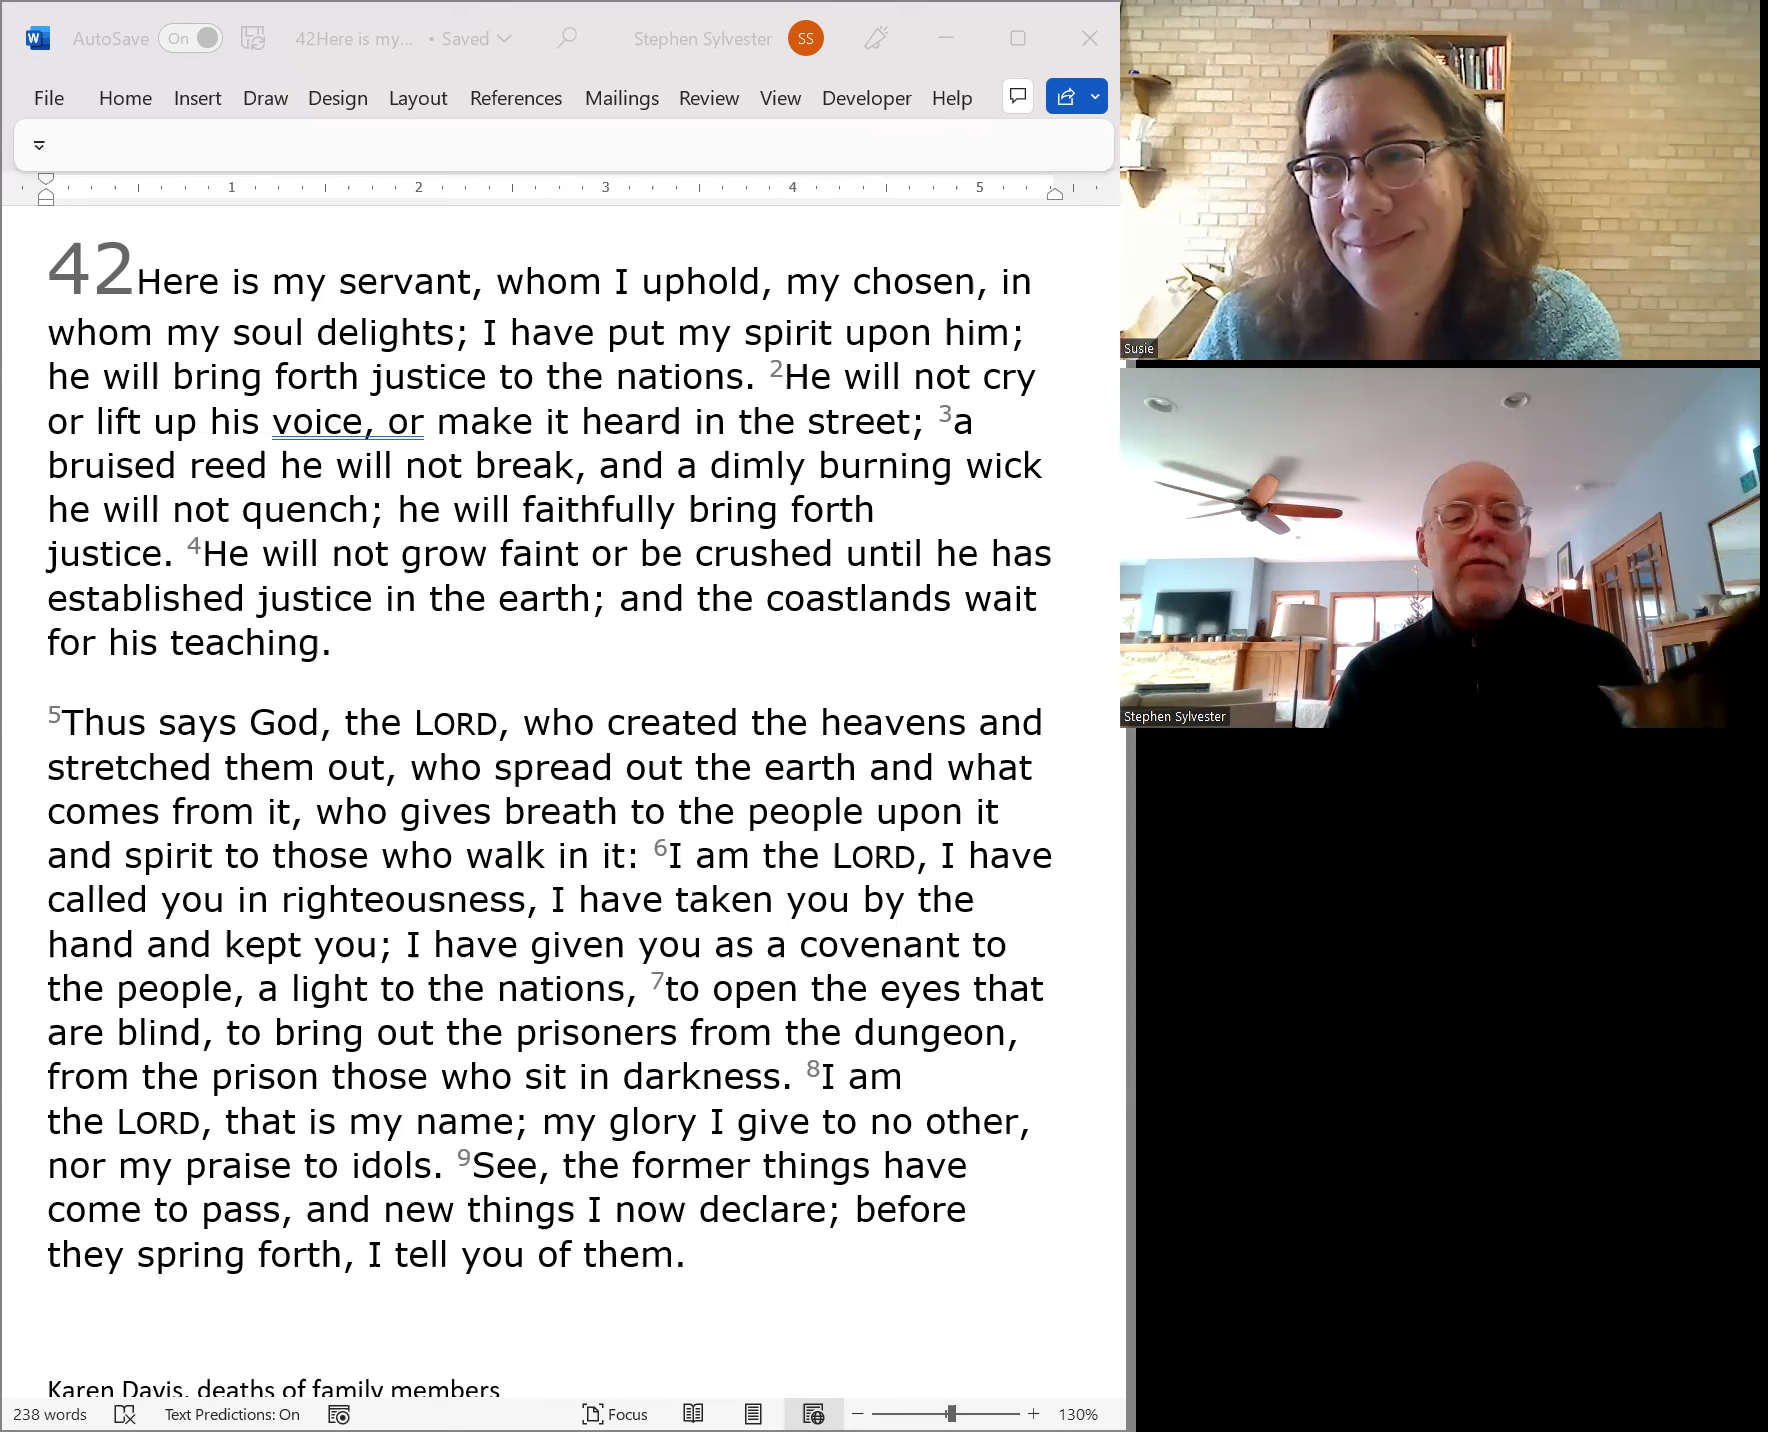 AutoSave On 42Here is my... • Saved Stephen Sylvester SS
File Home Insert Draw Design Layout References Mailings Review View Developer Help
1 2 3 4 5
42Here is my servant, whom I uphold, my chosen, in
whom my soul delights; I have put my spirit upon him;
he will bring forth justice to the nations. 2He will not cry
or lift up his voice, or make it heard in the street; 3a
bruised reed he will not break, and a dimly burning wick
he will not quench; he will faithfully bring forth
justice. 4He will not grow faint or be crushed until he has
established justice in the earth; and the coastlands wait
for his teaching.
5Thus says God, the LORD, who created the heavens and
stretched them out, who spread out the earth and what
comes from it, who gives breath to the people upon it
and spirit to those who walk in it: 6I am the LORD, I have
called you in righteousness, I have taken you by the
hand and kept you; I have given you as a covenant to
the people, a light to the nations, 7to open the eyes that
are blind, to bring out the prisoners from the dungeon,
from the prison those who sit in darkness. 8I am
the LORD, that is my name; my glory I give to no other,
nor my praise to idols. 9See, the former things have
come to pass, and new things I now declare; before
they spring forth, I tell you of them.
Karen Davis, deaths of family members
238 words Text Predictions: On Focus 130%
Susie
Stephen Sylvester